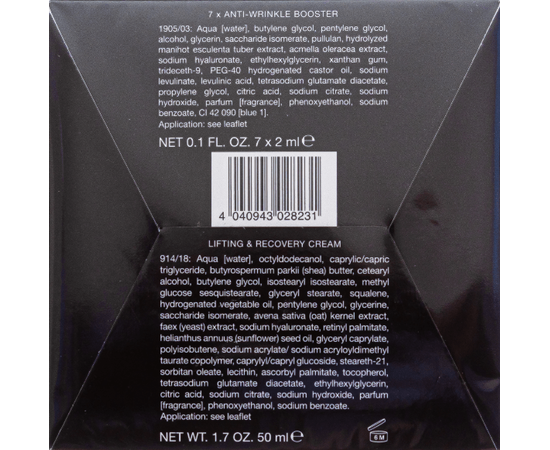 7 x ANTI-WRINKLE BOOSTER
1905/03: Aqua [water], butylene glycol, pentylene glycol,
alcohol, glycerin, saccharide isomerate, pullulan, hydrolyzed
manihot esculenta tuber extract, acmella oleracea extract,
sodium hyaluronate, ethylhexylglycerin, xanthan gum,
trideceth-9, PEG-40 hydrogenated castor oil, sodium
levulinate, levulinic acid, tetrasodium glutamate diacetate,
propylene glycol, citric acid, sodium citrate, sodium
hydroxide, parfum [fragrance], phenoxyethanol, sodium
benzoate, CI 42 090 [blue 1].
Application: see leaflet
NET 0.1 FL. OZ. 7 x 2 ml ℮
4 040943 028231
LIFTING & RECOVERY CREAM
914/18: Aqua [water], octyldodecanol, caprylic/capric
triglyceride, butyrospermum parkii (shea) butter, cetearyl
alcohol, butylene glycol, isostearyl isostearate, methyl
glucose sesquistearate, glyceryl stearate, squalene,
hydrogenated vegetable oil, pentylene glycol, glycerine,
saccharide isomerate, avena sativa (oat) kernel extract,
faex (yeast) extract, sodium hyaluronate, retinyl palmitate,
helianthus annuus (sunflower) seed oil, glyceryl caprylate,
polyisobutene, sodium acrylate/ sodium acryloyldimethyl
taurate copolymer, caprylyl/capryl glucoside, steareth-21,
sorbitan oleate, lecithin, ascorbyl palmitate, tocopherol,
tetrasodium glutamate diacetate, ethylhexylglycerin,
citric acid, sodium citrate, sodium hydroxide, parfum
[fragrance], phenoxyethanol, sodium benzoate.
Application: see leaflet
NET WT. 1.7 OZ. 50 ml ℮
6 M